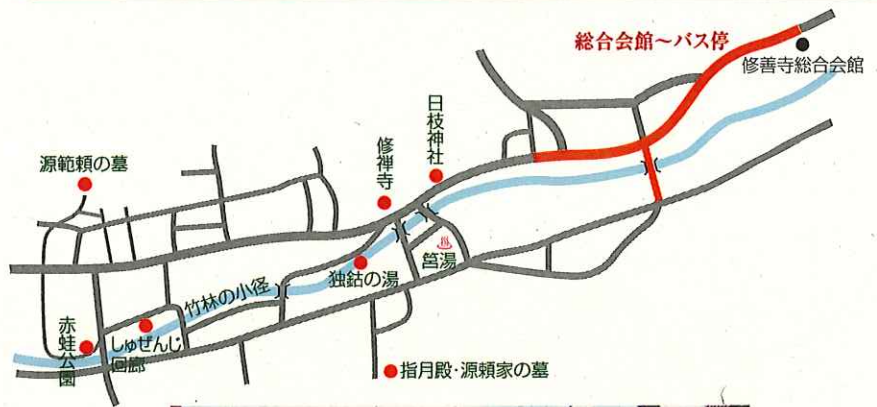 総合会館～バス停
修善寺総合会館
日枝神社
修禅寺
源範頼の墓
筥湯
独鈷の湯
竹林の小径
赤蛙公園
しゅぜんじ
回廊
指月殿・源頼家の墓